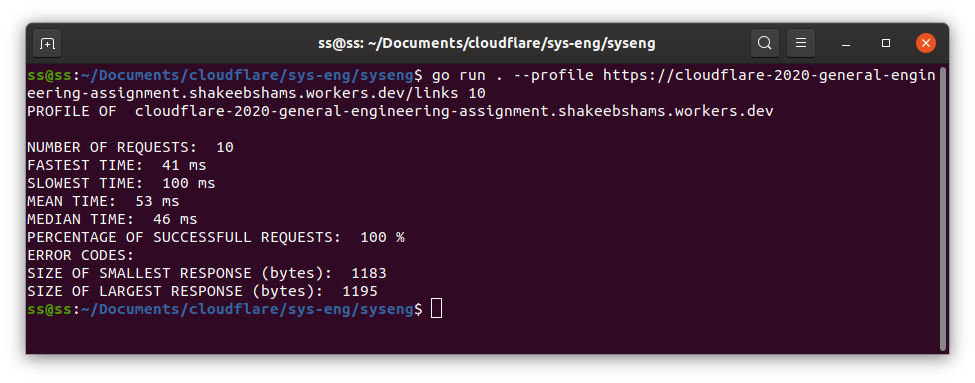 ss@ss: ~/Documents/cloudflare/sys-eng/syseng
ss@ss:~/Documents/cloudflare/sys-eng/syseng$ go run . --profile https://cloudflare-2020-general-engin
eering-assignment.shakeebshams.workers.dev/links 10
PROFILE OF  cloudflare-2020-general-engineering-assignment.shakeebshams.workers.dev
NUMBER OF REQUESTS:  10
FASTEST TIME:  41 ms
SLOWEST TIME:  100 ms
MEAN TIME:  53 ms
MEDIAN TIME:  46 ms
PERCENTAGE OF SUCCESSFULL REQUESTS:  100 %
ERROR CODES:
SIZE OF SMALLEST RESPONSE (bytes):  1183
SIZE OF LARGEST RESPONSE (bytes):  1195
ss@ss:~/Documents/cloudflare/sys-eng/syseng$